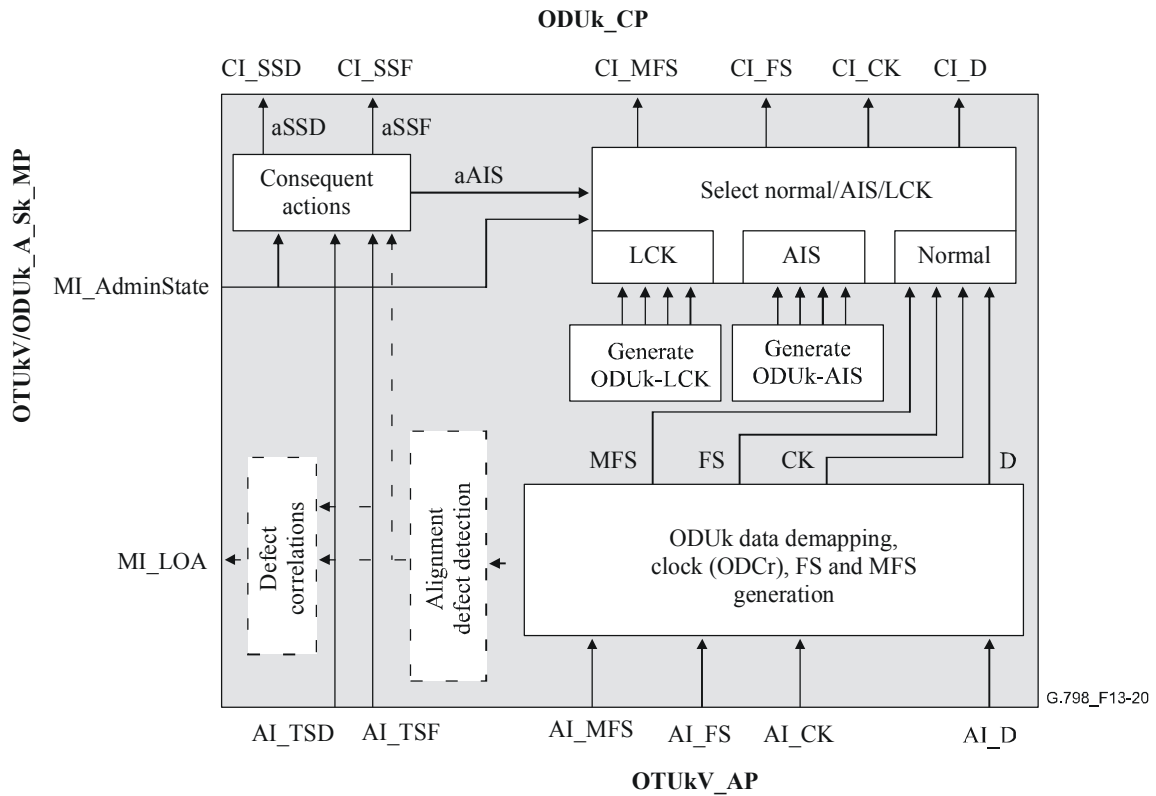 ODUk_CP
CI_SSD CI_SSF CI_MFS CI_FS CI_CK CI_D
aSSD aSSF
OTUkV/ODUk_A_Sk_MP
Consequent
actions
aAIS
Select normal/AIS/LCK
LCK AIS Normal
MI_AdminState
Generate
ODUk-LCK
Generate
ODUk-AIS
MFS FS CK D
Defect
correlations
Alignment
defect detection
MI_LOA
ODUk data demapping,
clock (ODCr), FS and MFS
generation
G.798_F13-20
AI_TSD AI_TSF AI_MFS AI_FS AI_CK AI_D
OTUkV_AP